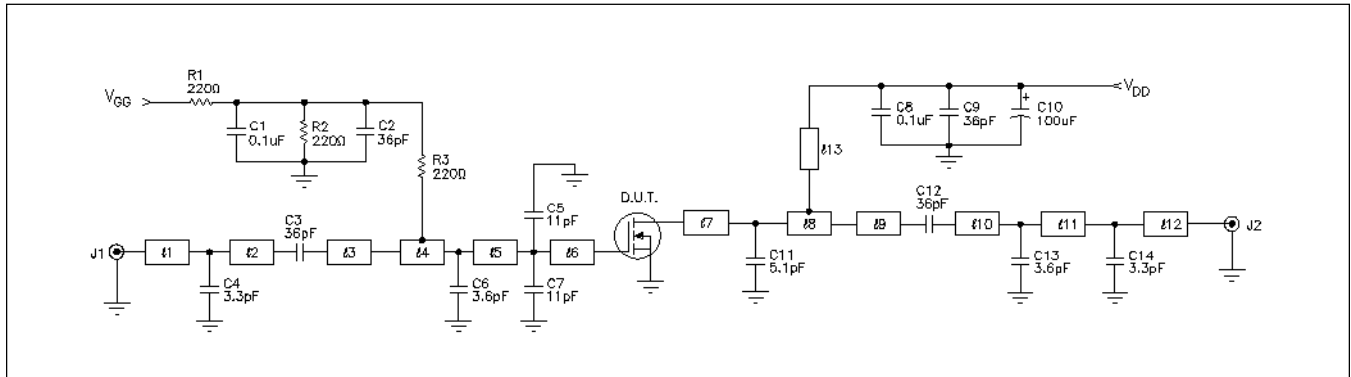 R1
220Ω
VGG
C1
0.1uF
R2
220Ω
C2
36pF
R3
220Ω
C3
36pF
J1
ℓ1
ℓ2
ℓ3
ℓ4
ℓ5
ℓ6
C4
3.3pF
C6
3.6pF
C5
11pF
C7
11pF
D.U.T.
ℓ7
ℓ8
ℓ9
ℓ10
ℓ11
ℓ12
J2
C11
5.1pF
ℓ13
C8
0.1uF
C9
36pF
+
C10
100uF
VDD
C12
36pF
C13
3.6pF
C14
3.3pF